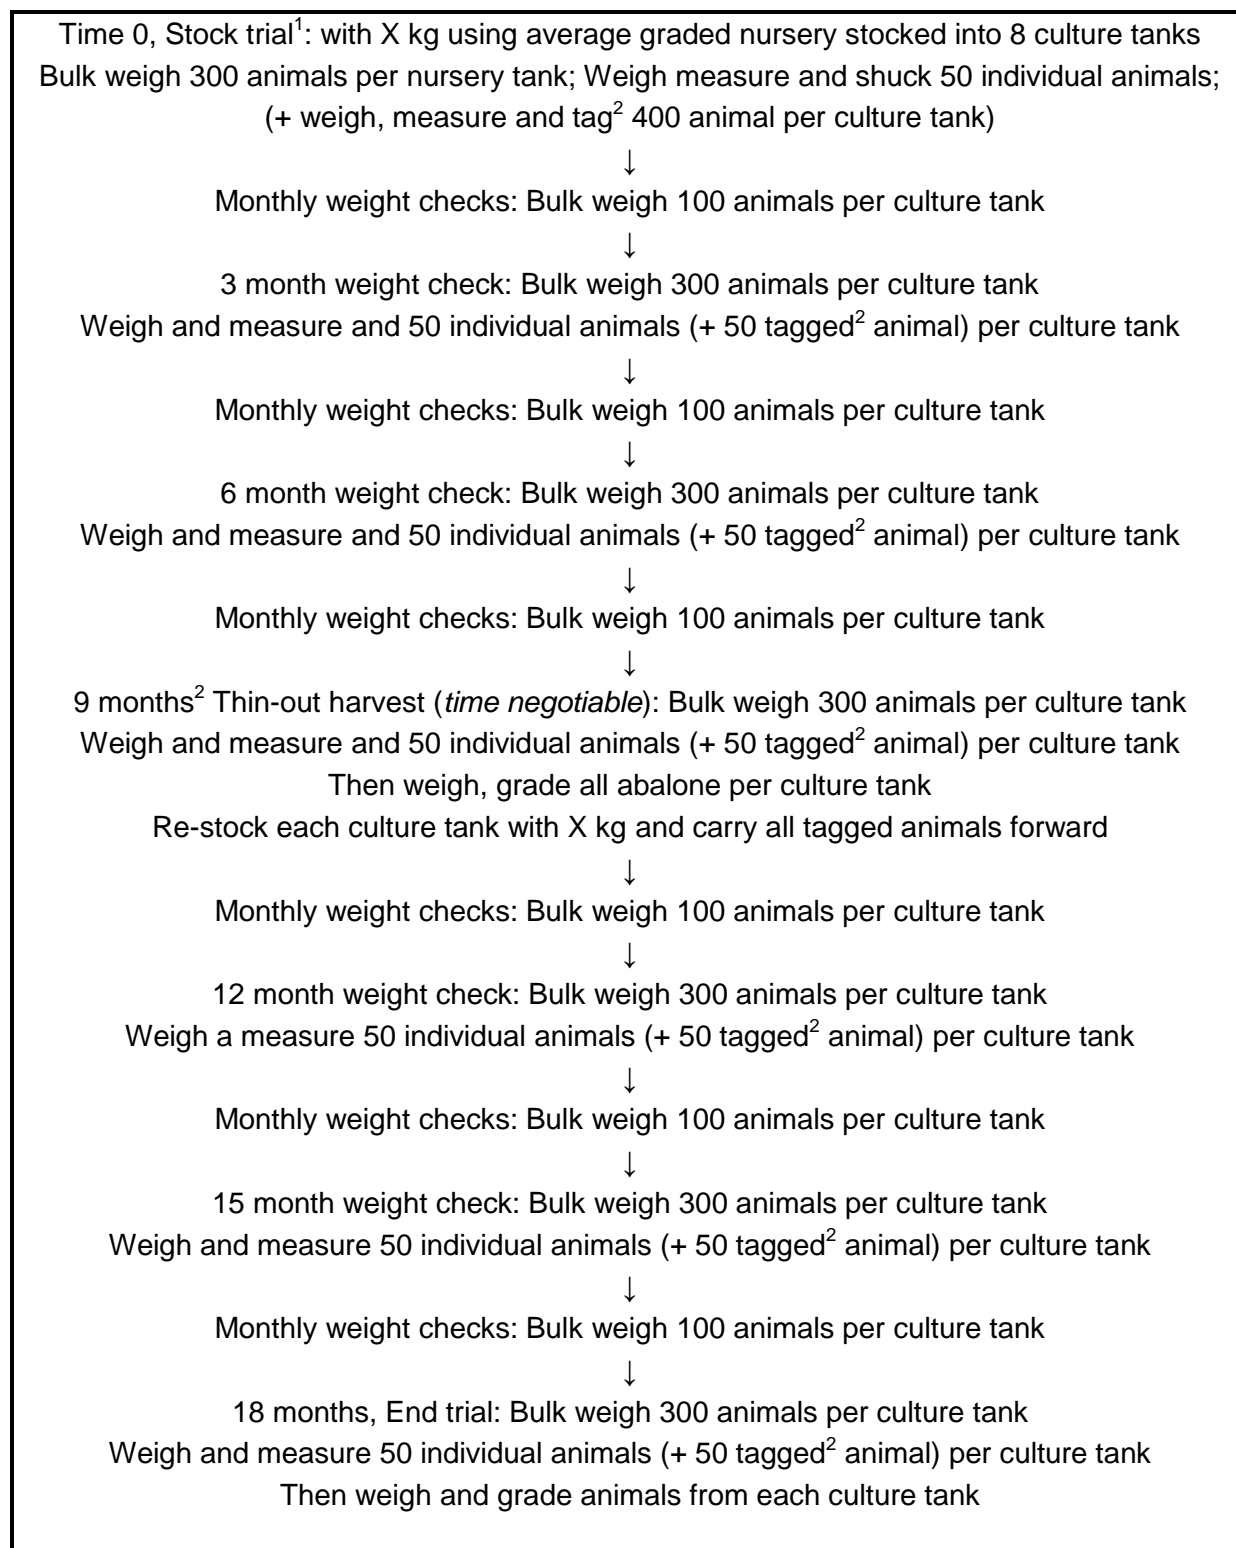 Time 0, Stock trial¹: with X kg using average graded nursery stocked into 8 culture tanks
Bulk weigh 300 animals per nursery tank; Weigh measure and shuck 50 individual animals;
(+ weigh, measure and tag² 400 animal per culture tank)
↓
Monthly weight checks: Bulk weigh 100 animals per culture tank
↓
3 month weight check: Bulk weigh 300 animals per culture tank
Weigh and measure and 50 individual animals (+ 50 tagged² animal) per culture tank
↓
Monthly weight checks: Bulk weigh 100 animals per culture tank
↓
6 month weight check: Bulk weigh 300 animals per culture tank
Weigh and measure and 50 individual animals (+ 50 tagged² animal) per culture tank
↓
Monthly weight checks: Bulk weigh 100 animals per culture tank
↓
9 months² Thin-out harvest (time negotiable): Bulk weigh 300 animals per culture tank
Weigh and measure and 50 individual animals (+ 50 tagged² animal) per culture tank
Then weigh, grade all abalone per culture tank
Re-stock each culture tank with X kg and carry all tagged animals forward
↓
Monthly weight checks: Bulk weigh 100 animals per culture tank
↓
12 month weight check: Bulk weigh 300 animals per culture tank
Weigh a measure 50 individual animals (+ 50 tagged² animal) per culture tank
↓
Monthly weight checks: Bulk weigh 100 animals per culture tank
↓
15 month weight check: Bulk weigh 300 animals per culture tank
Weigh and measure 50 individual animals (+ 50 tagged² animal) per culture tank
↓
Monthly weight checks: Bulk weigh 100 animals per culture tank
↓
18 months, End trial: Bulk weigh 300 animals per culture tank
Weigh and measure 50 individual animals (+ 50 tagged² animal) per culture tank
Then weigh and grade animals from each culture tank